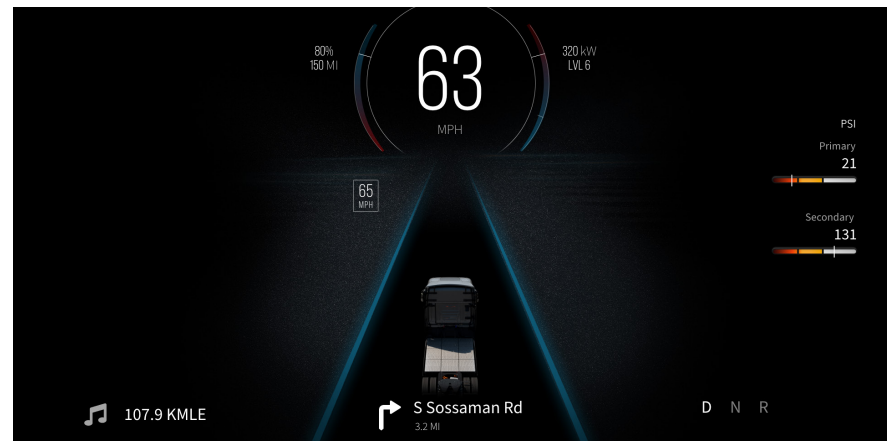 80%
150 MI
63
MPH
320 kW
LVL 6
PSI
Primary
21
65
MPH
Secondary
131
107.9 KMLE
S Sossaman Rd
3.2 MI
D N R